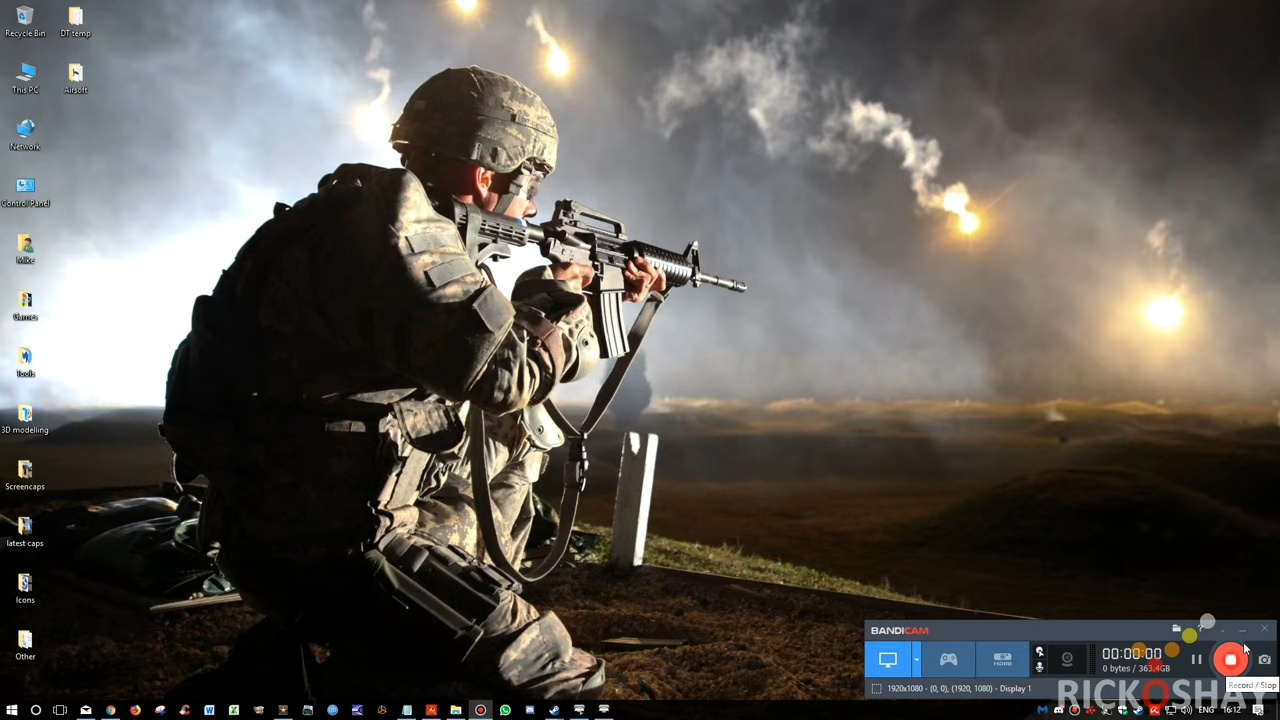 Recycle Bin
DT temp
This PC
Airsoft
Network
Control Panel
Mike
Games
Tools
3D modelling
Screencaps
latest caps
Icons
Other
BANDICAM
00:00:00
0 bytes / 363.4GB
HDMI
1920x1080 - (0, 0), (1920, 1080) - Display 1
Record / Stop
RICKOSHAY
ENG
16:12